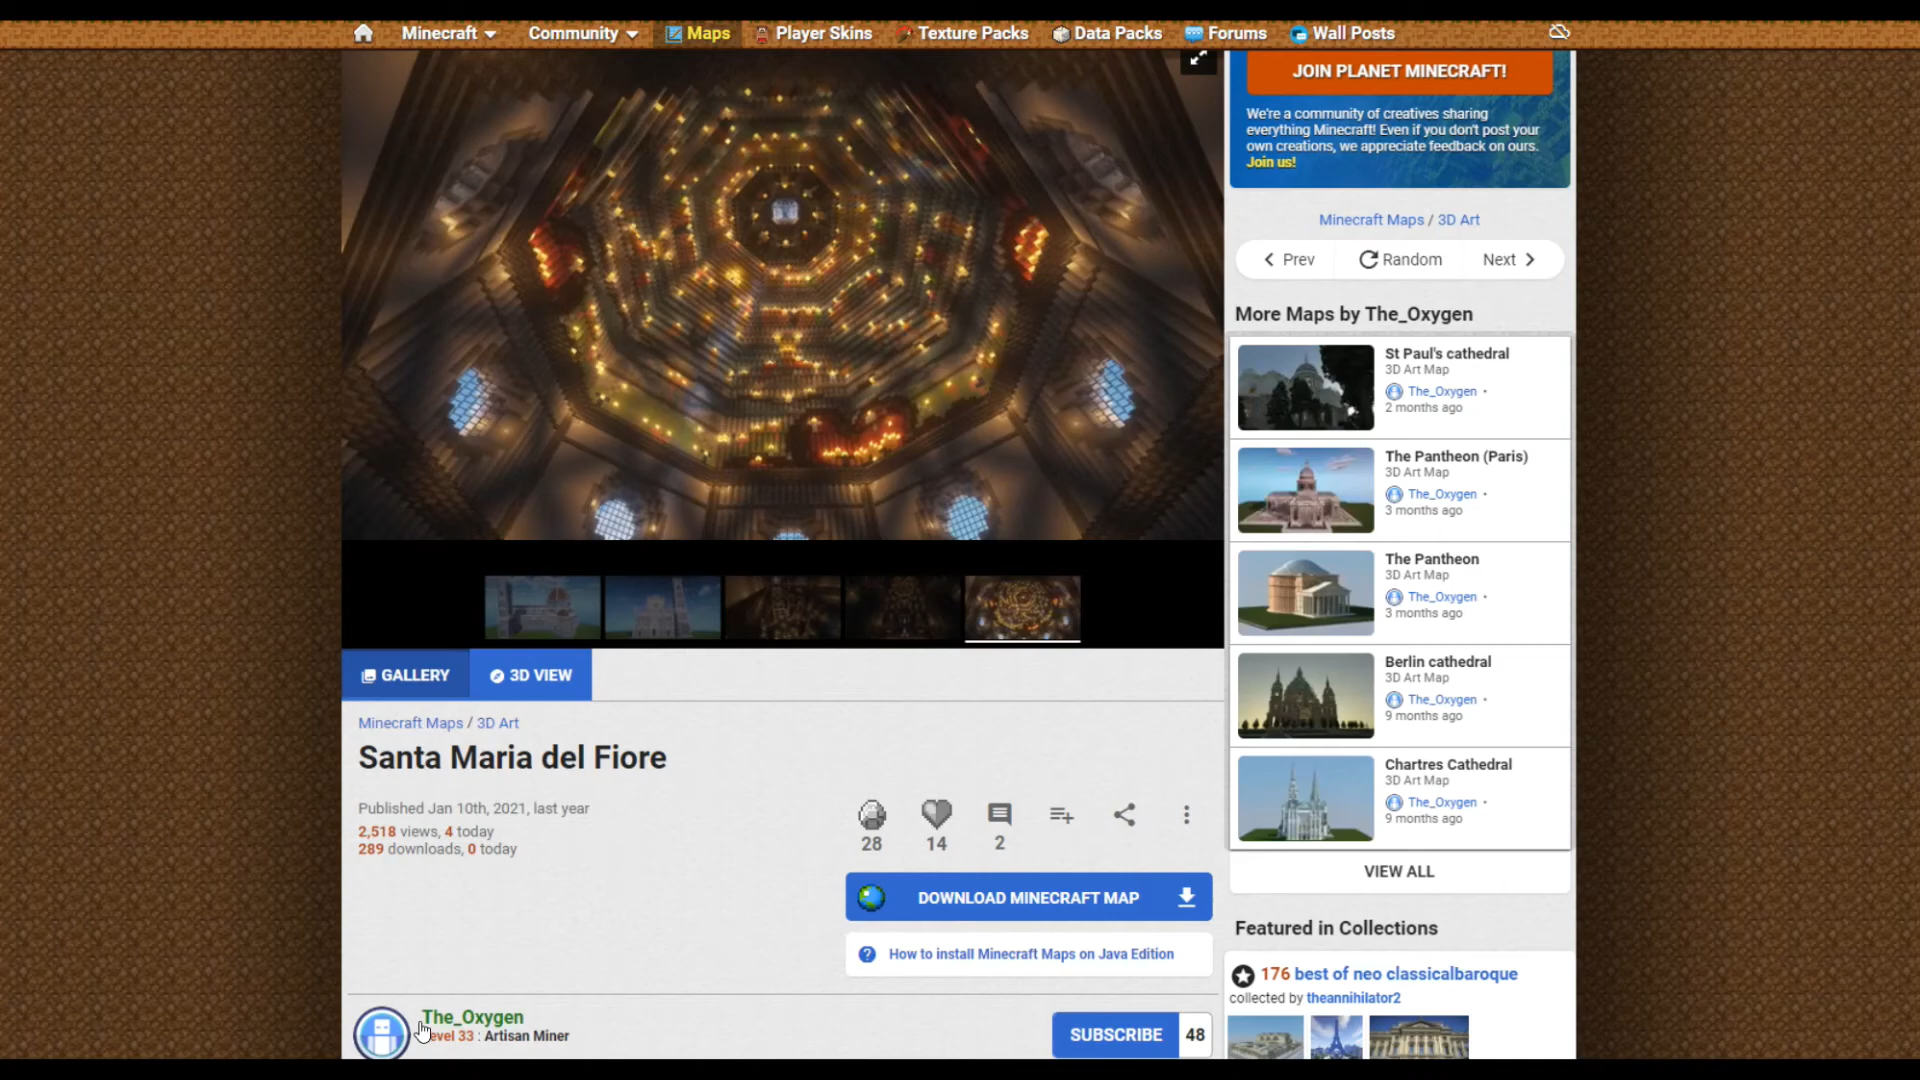 Minecraft
Community
Maps
Player Skins
Texture Packs
Data Packs
Forums
Wall Posts
JOIN PLANET MINECRAFT!
We're a community of creatives sharing
everything Minecraft! Even if you don't post your
own creations, we appreciate feedback on ours.
Join us!
Minecraft Maps / 3D Art
Prev
Random
Next
More Maps by The_Oxygen
St Paul's cathedral
3D Art Map
The_Oxygen •
2 months ago
The Pantheon (Paris)
3D Art Map
The_Oxygen •
3 months ago
The Pantheon
3D Art Map
The_Oxygen •
3 months ago
Berlin cathedral
3D Art Map
The_Oxygen •
9 months ago
Chartres Cathedral
3D Art Map
The_Oxygen •
9 months ago
VIEW ALL
Featured in Collections
176 best of neo classicalbaroque
collected by theannihilator2
GALLERY
3D VIEW
Minecraft Maps / 3D Art
Santa Maria del Fiore
Published Jan 10th, 2021, last year
2,518 views, 4 today
289 downloads, 0 today
28
14
2
DOWNLOAD MINECRAFT MAP
? How to install Minecraft Maps on Java Edition
The_Oxygen
evel 33 : Artisan Miner
SUBSCRIBE
48